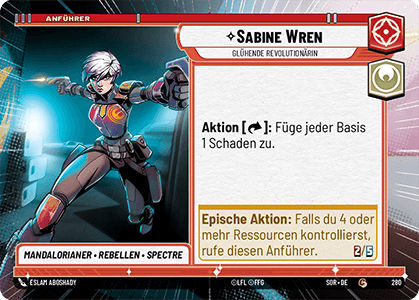 ANFÜHRER
SABINE WREN
GLÜHENDE REVOLUTIONÄRIN
Aktion [ ]: Füge jeder Basis
1 Schaden zu.
Epische Aktion: Falls du 4 oder
mehr Ressourcen kontrollierst,
rufe diesen Anführer.
2/5
MANDALORIANER • REBELLEN • SPECTRE
ESLAM ABOSHADY
©LFL ©FFG
SOR • DE
280